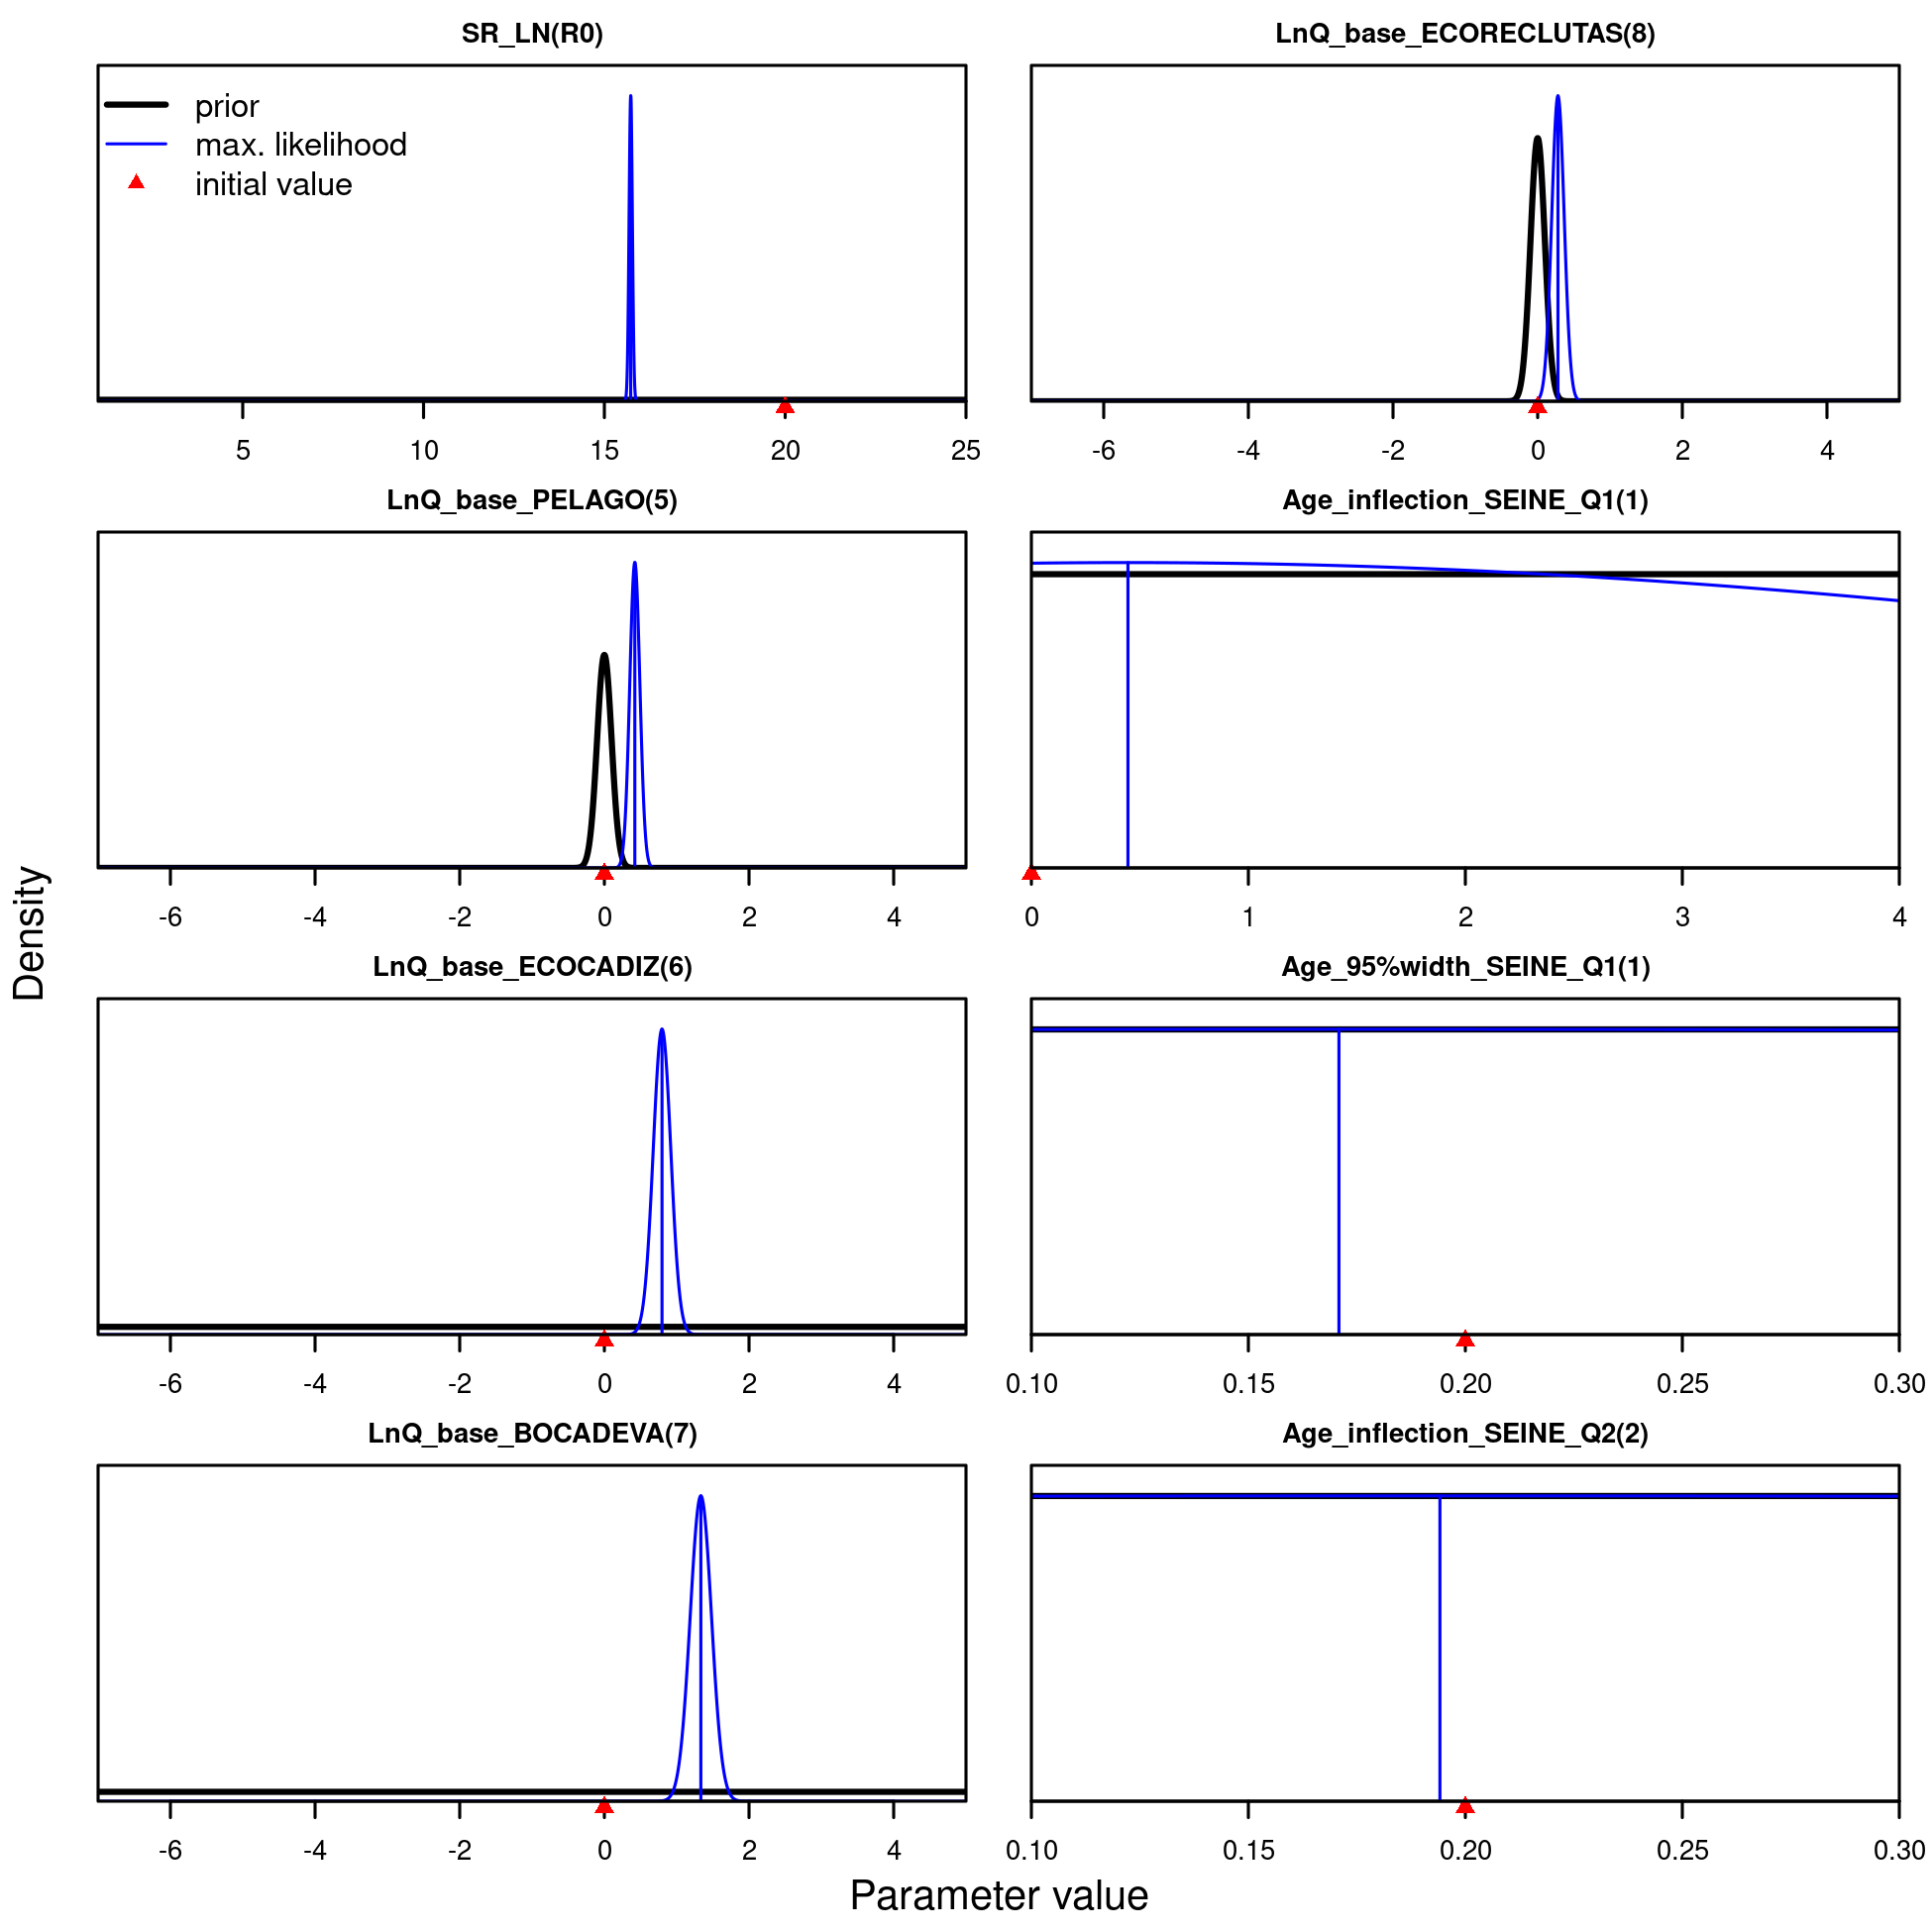 SR_LN(R0)
prior
max. likelihood
initial value
5 10 15 20 25
LnQ_base_ECORECLUTAS(8)
-6 -4 -2 0 2 4
LnQ_base_PELAGO(5)
-6 -4 -2 0 2 4
Age_inflection_SEINE_Q1(1)
0 1 2 3 4
LnQ_base_ECOCADIZ(6)
-6 -4 -2 0 2 4
Age_95%width_SEINE_Q1(1)
0.10 0.15 0.20 0.25 0.30
LnQ_base_BOCADEVA(7)
-6 -4 -2 0 2 4
Age_inflection_SEINE_Q2(2)
0.10 0.15 0.20 0.25 0.30
Density
Parameter value